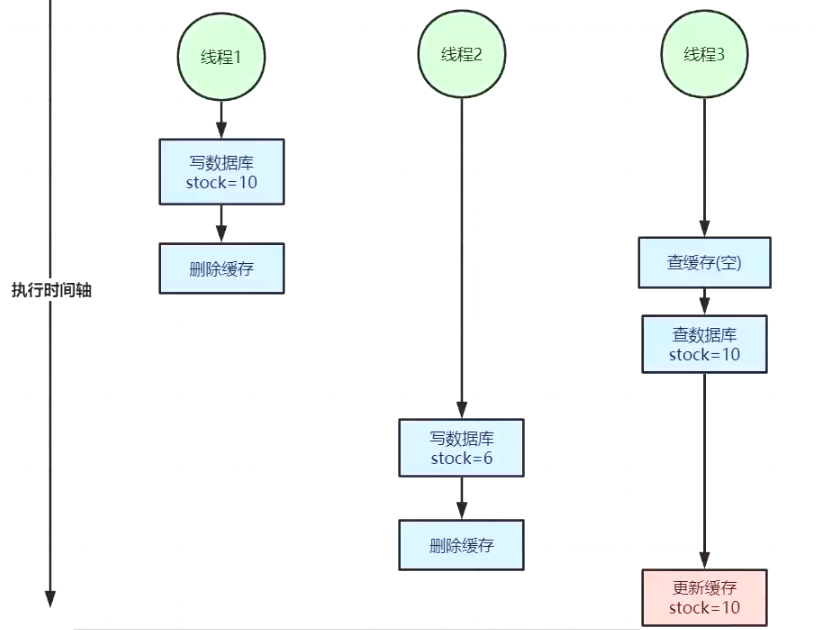 线程1
线程2
线程3
写数据库
stock=10
删除缓存
查缓存(空)
执行时间轴
查数据库
stock=10
写数据库
stock=6
删除缓存
更新缓存
stock=10